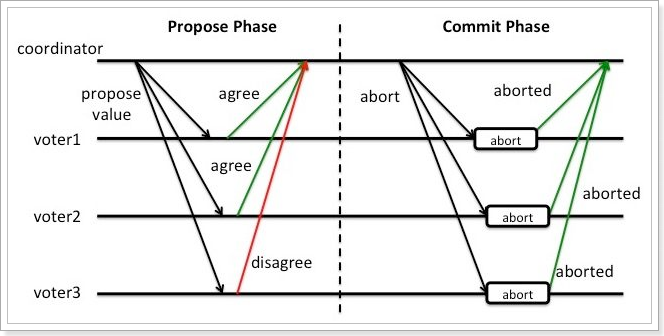 Propose Phase
Commit Phase
coordinator
propose
value
agree
abort
aborted
voter1
abort
agree
aborted
voter2
abort
disagree
aborted
voter3
abort